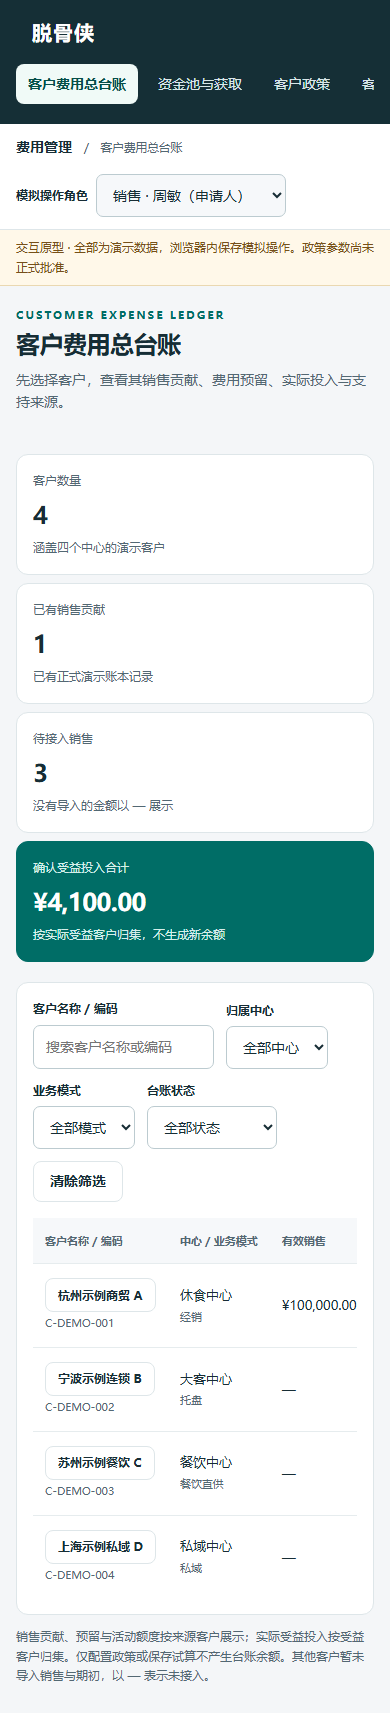 脱骨侠
客户费用总台账 资金池与获取 客户政策 客
费用管理 / 客户费用总台账
模拟操作角色 销售 · 周敏（申请人）
交互原型 · 全部为演示数据，浏览器内保存模拟操作。政策参数尚未
正式批准。
CUSTOMER EXPENSE LEDGER
客户费用总台账
先选择客户，查看其销售贡献、费用预留、实际投入与支
持来源。
客户数量
4
涵盖四个中心的演示客户
已有销售贡献
1
已有正式演示账本记录
待接入销售
3
没有导入的金额以 — 展示
确认受益投入合计
¥4,100.00
按实际受益客户归集，不生成新余额
客户名称 / 编码 归属中心
搜索客户名称或编码 全部中心
业务模式 台账状态
全部模式 全部状态
清除筛选
客户名称 / 编码 中心 / 业务模式 有效销售
杭州示例商贸 A 休食中心 ¥100,000.00
C-DEMO-001 经销
宁波示例连锁 B 大客中心 —
C-DEMO-002 托盘
苏州示例餐饮 C 餐饮中心 —
C-DEMO-003 餐饮直供
上海示例私域 D 私域中心 —
C-DEMO-004 私域
销售贡献、预留与活动额度按来源客户展示；实际受益投入按受益
客户归集。仅配置政策或保存试算不产生台账余额。其他客户暂未
导入销售与期初，以 — 表示未接入。